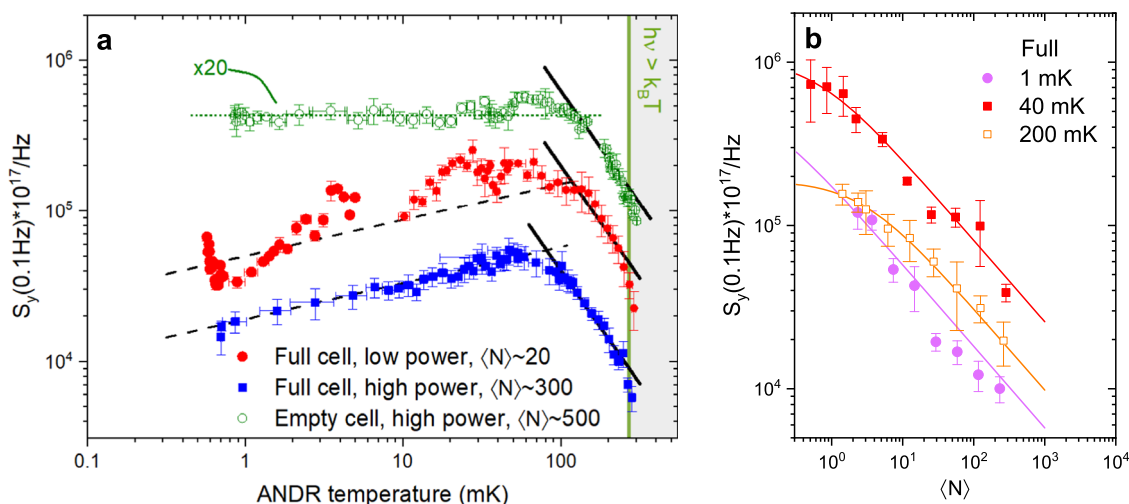 a
x20
hν > k_BT
S_y(0.1Hz)*10^17/Hz
10^6
10^5
10^4
Full cell, low power, ⟨N⟩~20
Full cell, high power, ⟨N⟩~300
Empty cell, high power, ⟨N⟩~500
0.1
1
10
100
ANDR temperature (mK)
b
Full
1 mK
40 mK
200 mK
S_y(0.1Hz)*10^17/Hz
10^6
10^5
10^4
10^0
10^1
10^2
10^3
10^4
⟨N⟩